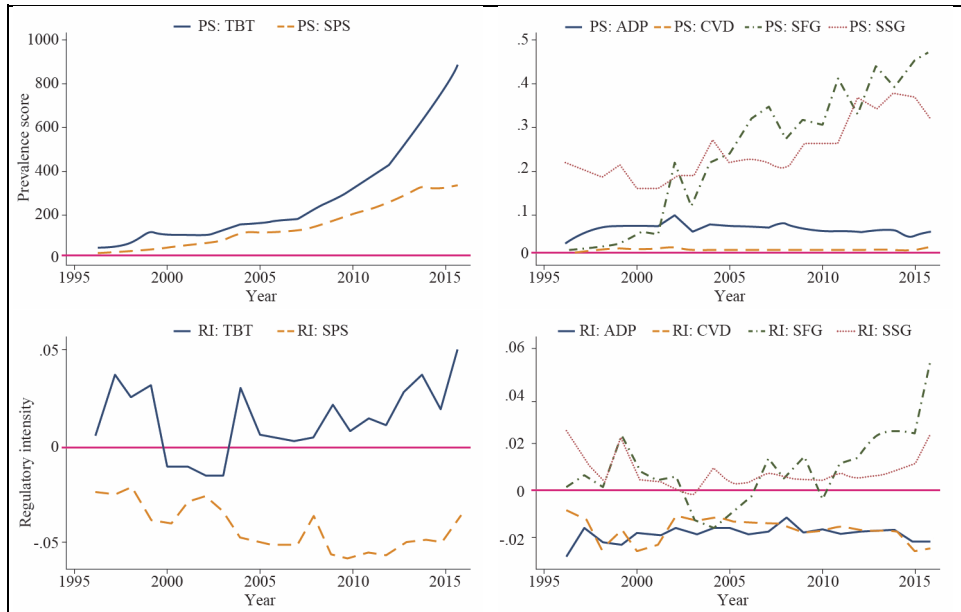 PS: TBT PS: SPS
1000
800
600
400
200
0
Prevalence score
1995 2000 2005 2010 2015
Year
PS: ADP PS: CVD PS: SFG PS: SSG
.5
.4
.3
.2
.1
0
1995 2000 2005 2010 2015
Year
RI: TBT RI: SPS
.05
0
-.05
Regulatory intensity
1995 2000 2005 2010 2015
Year
RI: ADP RI: CVD RI: SFG RI: SSG
.06
.04
.02
0
-.02
1995 2000 2005 2010 2015
Year